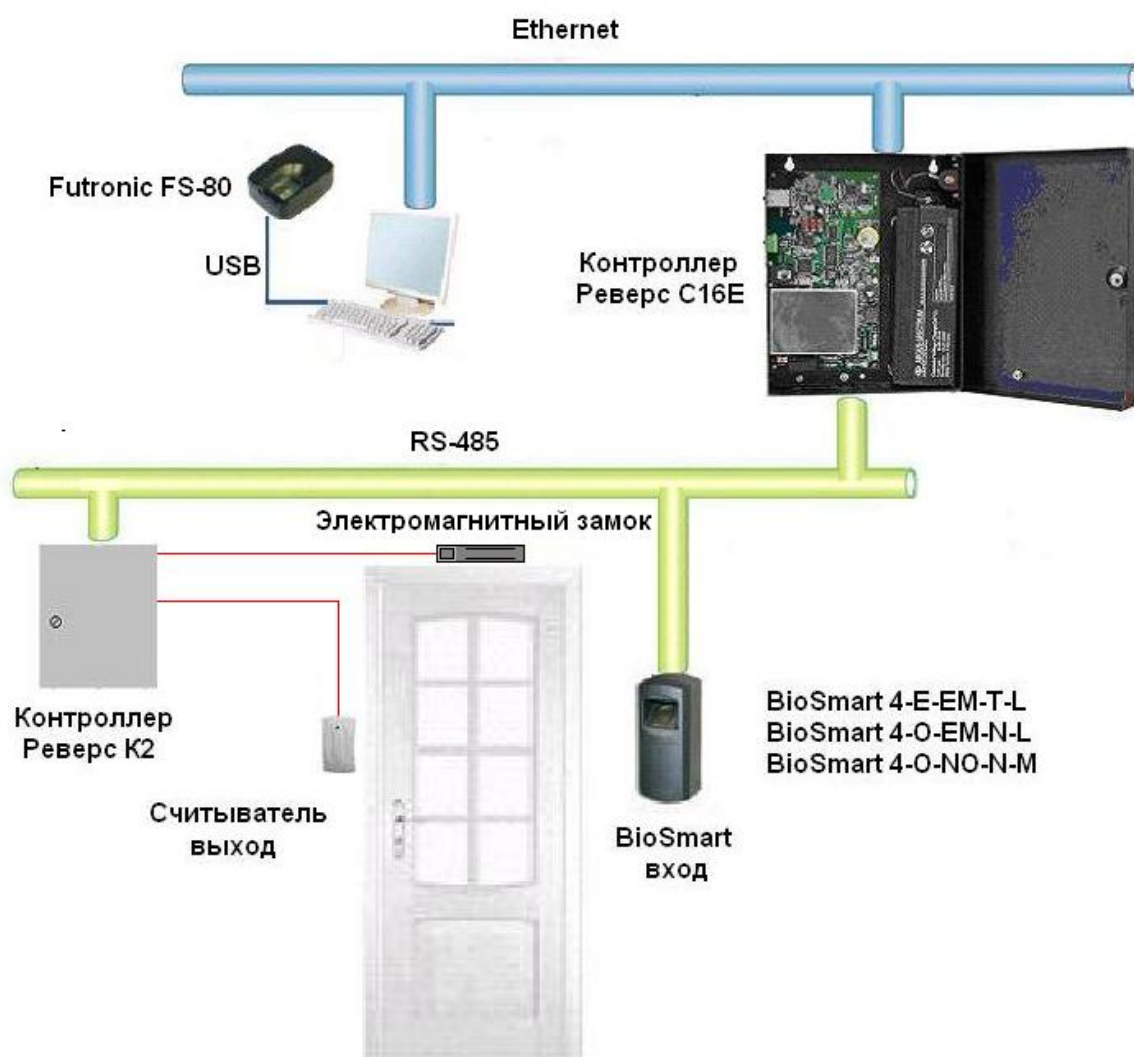 Ethernet
Futronic FS-80
USB
Контроллер
Реверс C16E
RS-485
Электромагнитный замок
Контроллер
Реверс К2
Считыватель
выход
BioSmart 4-E-EM-T-L
BioSmart 4-O-EM-N-L
BioSmart 4-O-NO-N-M
BioSmart
вход